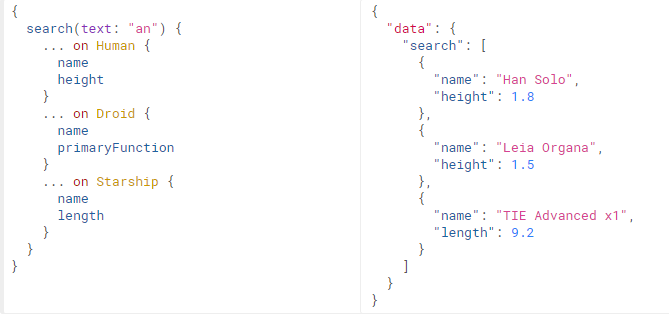 {
  search(text: "an") {
    ... on Human {
      name
      height
    }
    ... on Droid {
      name
      primaryFunction
    }
    ... on Starship {
      name
      length
    }
  }
}
{
  "data": {
    "search": [
      {
        "name": "Han Solo",
        "height": 1.8
      },
      {
        "name": "Leia Organa",
        "height": 1.5
      },
      {
        "name": "TIE Advanced x1",
        "length": 9.2
      }
    ]
  }
}